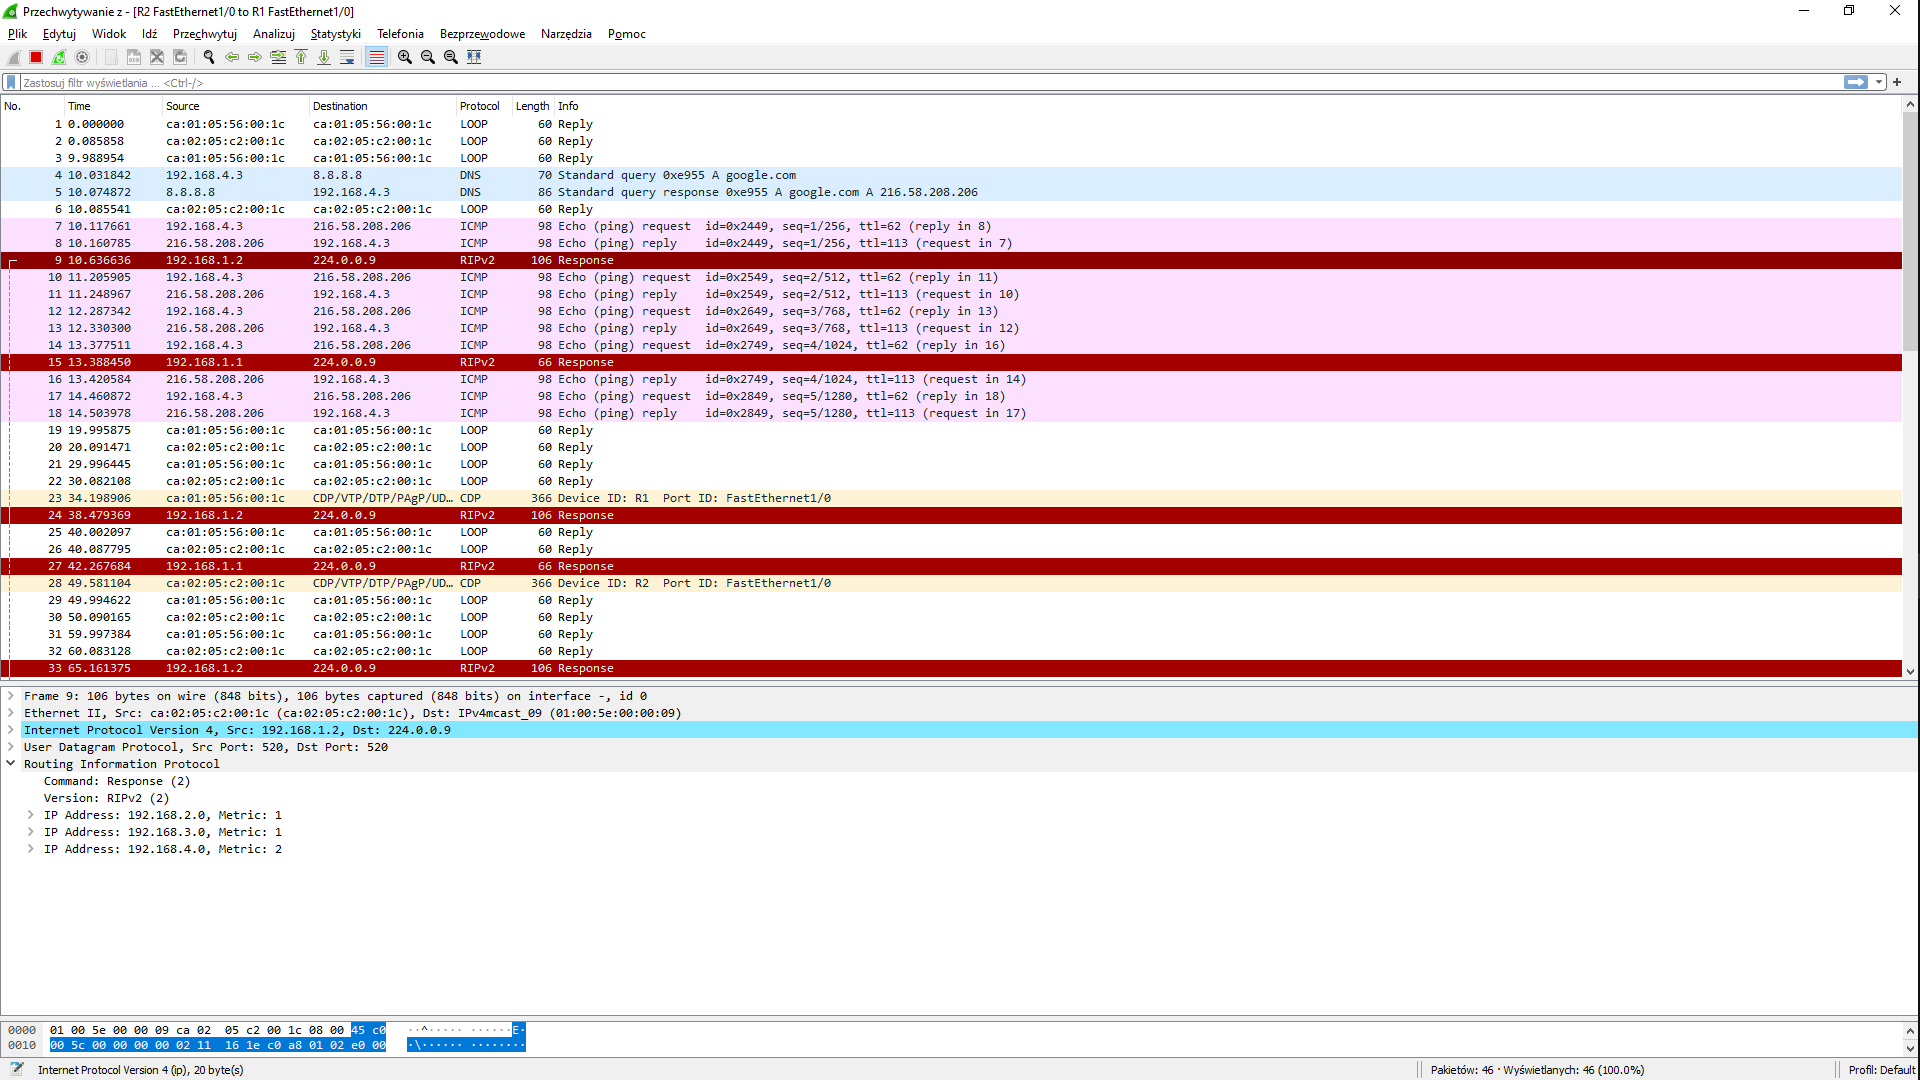 Przechwytywanie z - [R2 FastEthernet1/0 to R1 FastEthernet1/0]
Plik Edytuj Widok Idź Przechwytuj Analizuj Statystyki Telefonia Bezprzewodowe Narzędzia Pomoc
Zastosuj filtr wyświetlania ... <Ctrl-/>
No. Time Source Destination Protocol Length Info
1 0.000000 ca:01:05:56:00:1c ca:01:05:56:00:1c LOOP 60 Reply
2 0.085858 ca:02:05:c2:00:1c ca:02:05:c2:00:1c LOOP 60 Reply
3 9.988954 ca:01:05:56:00:1c ca:01:05:56:00:1c LOOP 60 Reply
4 10.031842 192.168.4.3 8.8.8.8 DNS 70 Standard query 0xe955 A google.com
5 10.074872 8.8.8.8 192.168.4.3 DNS 86 Standard query response 0xe955 A google.com A 216.58.208.206
6 10.085541 ca:02:05:c2:00:1c ca:02:05:c2:00:1c LOOP 60 Reply
7 10.117661 192.168.4.3 216.58.208.206 ICMP 98 Echo (ping) request id=0x2449, seq=1/256, ttl=62 (reply in 8)
8 10.160785 216.58.208.206 192.168.4.3 ICMP 98 Echo (ping) reply id=0x2449, seq=1/256, ttl=113 (request in 7)
9 10.636636 192.168.1.2 224.0.0.9 RIPv2 106 Response
10 11.205905 192.168.4.3 216.58.208.206 ICMP 98 Echo (ping) request id=0x2549, seq=2/512, ttl=62 (reply in 11)
11 11.248967 216.58.208.206 192.168.4.3 ICMP 98 Echo (ping) reply id=0x2549, seq=2/512, ttl=113 (request in 10)
12 12.287342 192.168.4.3 216.58.208.206 ICMP 98 Echo (ping) request id=0x2649, seq=3/768, ttl=62 (reply in 13)
13 12.330300 216.58.208.206 192.168.4.3 ICMP 98 Echo (ping) reply id=0x2649, seq=3/768, ttl=113 (request in 12)
14 13.377511 192.168.4.3 216.58.208.206 ICMP 98 Echo (ping) request id=0x2749, seq=4/1024, ttl=62 (reply in 16)
15 13.388450 192.168.1.1 224.0.0.9 RIPv2 66 Response
16 13.420584 216.58.208.206 192.168.4.3 ICMP 98 Echo (ping) reply id=0x2749, seq=4/1024, ttl=113 (request in 14)
17 14.460872 192.168.4.3 216.58.208.206 ICMP 98 Echo (ping) request id=0x2849, seq=5/1280, ttl=62 (reply in 18)
18 14.503978 216.58.208.206 192.168.4.3 ICMP 98 Echo (ping) reply id=0x2849, seq=5/1280, ttl=113 (request in 17)
19 19.995875 ca:01:05:56:00:1c ca:01:05:56:00:1c LOOP 60 Reply
20 20.091471 ca:02:05:c2:00:1c ca:02:05:c2:00:1c LOOP 60 Reply
21 29.996445 ca:01:05:56:00:1c ca:01:05:56:00:1c LOOP 60 Reply
22 30.082108 ca:02:05:c2:00:1c ca:02:05:c2:00:1c LOOP 60 Reply
23 34.198906 ca:01:05:56:00:1c CDP/VTP/DTP/PAgP/UD… CDP 366 Device ID: R1 Port ID: FastEthernet1/0
24 38.479369 192.168.1.2 224.0.0.9 RIPv2 106 Response
25 40.002097 ca:01:05:56:00:1c ca:01:05:56:00:1c LOOP 60 Reply
26 40.087795 ca:02:05:c2:00:1c ca:02:05:c2:00:1c LOOP 60 Reply
27 42.267684 192.168.1.1 224.0.0.9 RIPv2 66 Response
28 49.581104 ca:02:05:c2:00:1c CDP/VTP/DTP/PAgP/UD… CDP 366 Device ID: R2 Port ID: FastEthernet1/0
29 49.994622 ca:01:05:56:00:1c ca:01:05:56:00:1c LOOP 60 Reply
30 50.090165 ca:02:05:c2:00:1c ca:02:05:c2:00:1c LOOP 60 Reply
31 59.997384 ca:01:05:56:00:1c ca:01:05:56:00:1c LOOP 60 Reply
32 60.083128 ca:02:05:c2:00:1c ca:02:05:c2:00:1c LOOP 60 Reply
33 65.161375 192.168.1.2 224.0.0.9 RIPv2 106 Response
Frame 9: 106 bytes on wire (848 bits), 106 bytes captured (848 bits) on interface -, id 0
Ethernet II, Src: ca:02:05:c2:00:1c (ca:02:05:c2:00:1c), Dst: IPv4mcast_09 (01:00:5e:00:00:09)
Internet Protocol Version 4, Src: 192.168.1.2, Dst: 224.0.0.9
User Datagram Protocol, Src Port: 520, Dst Port: 520
Routing Information Protocol
Command: Response (2)
Version: RIPv2 (2)
IP Address: 192.168.2.0, Metric: 1
IP Address: 192.168.3.0, Metric: 1
IP Address: 192.168.4.0, Metric: 2
0000 01 00 5e 00 00 09 ca 02 05 c2 00 1c 08 00 45 c0 ··^····· ······E·
0010 00 5c 00 00 00 00 02 11 16 1e c0 a8 01 02 e0 00 ·\······ ········
Internet Protocol Version 4 (ip), 20 byte(s)
Pakietów: 46 · Wyświetlanych: 46 (100.0%)
Profil: Default